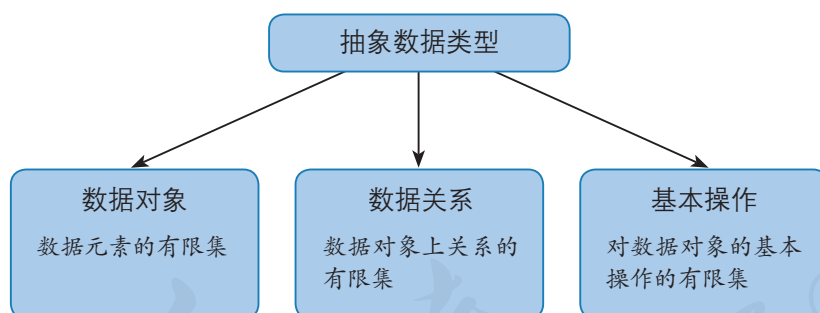 抽象数据类型
数据对象
数据元素的有限集
数据关系
数据对象上关系的
有限集
基本操作
对数据对象的基本
操作的有限集